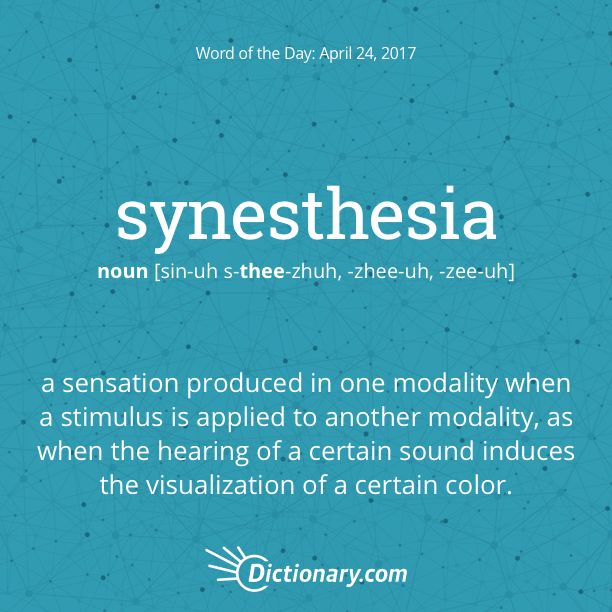 Word of the Day: April 24, 2017
synesthesia
noun [sin-uh s-thee-zhuh, -zhee-uh, -zee-uh]
a sensation produced in one modality when
a stimulus is applied to another modality, as
when the hearing of a certain sound induces
the visualization of a certain color.
Dictionary.com